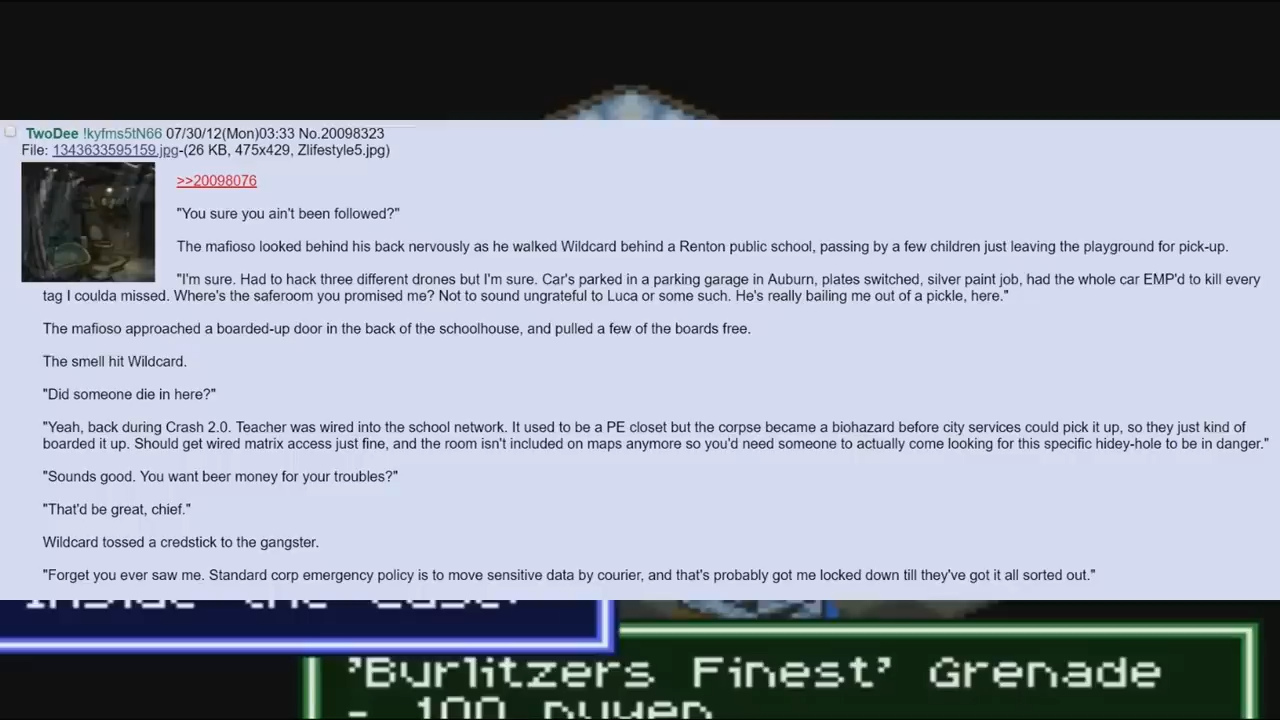 TwoDee !kyfms5tN66 07/30/12(Mon)03:33 No.20098323
File: 1343633595159.jpg-(26 KB, 475x429, Zlifestyle5.jpg)
>>20098076
"You sure you ain't been followed?"
The mafioso looked behind his back nervously as he walked Wildcard behind a Renton public school, passing by a few children just leaving the playground for pick-up.
"I'm sure. Had to hack three different drones but I'm sure. Car's parked in a parking garage in Auburn, plates switched, silver paint job, had the whole car EMP'd to kill every
tag I coulda missed. Where's the saferoom you promised me? Not to sound ungrateful to Luca or some such. He's really bailing me out of a pickle, here."
The mafioso approached a boarded-up door in the back of the schoolhouse, and pulled a few of the boards free.
The smell hit Wildcard.
"Did someone die in here?"
"Yeah, back during Crash 2.0. Teacher was wired into the school network. It used to be a PE closet but the corpse became a biohazard before city services could pick it up, so they just kind of
boarded it up. Should get wired matrix access just fine, and the room isn't included on maps anymore so you'd need someone to actually come looking for this specific hidey-hole to be in danger."
"Sounds good. You want beer money for your troubles?"
"That'd be great, chief."
Wildcard tossed a credstick to the gangster.
"Forget you ever saw me. Standard corp emergency policy is to move sensitive data by courier, and that's probably got me locked down till they've got it all sorted out."
inside the
'Burlitzers Finest' Grenade
- 100 nuyen